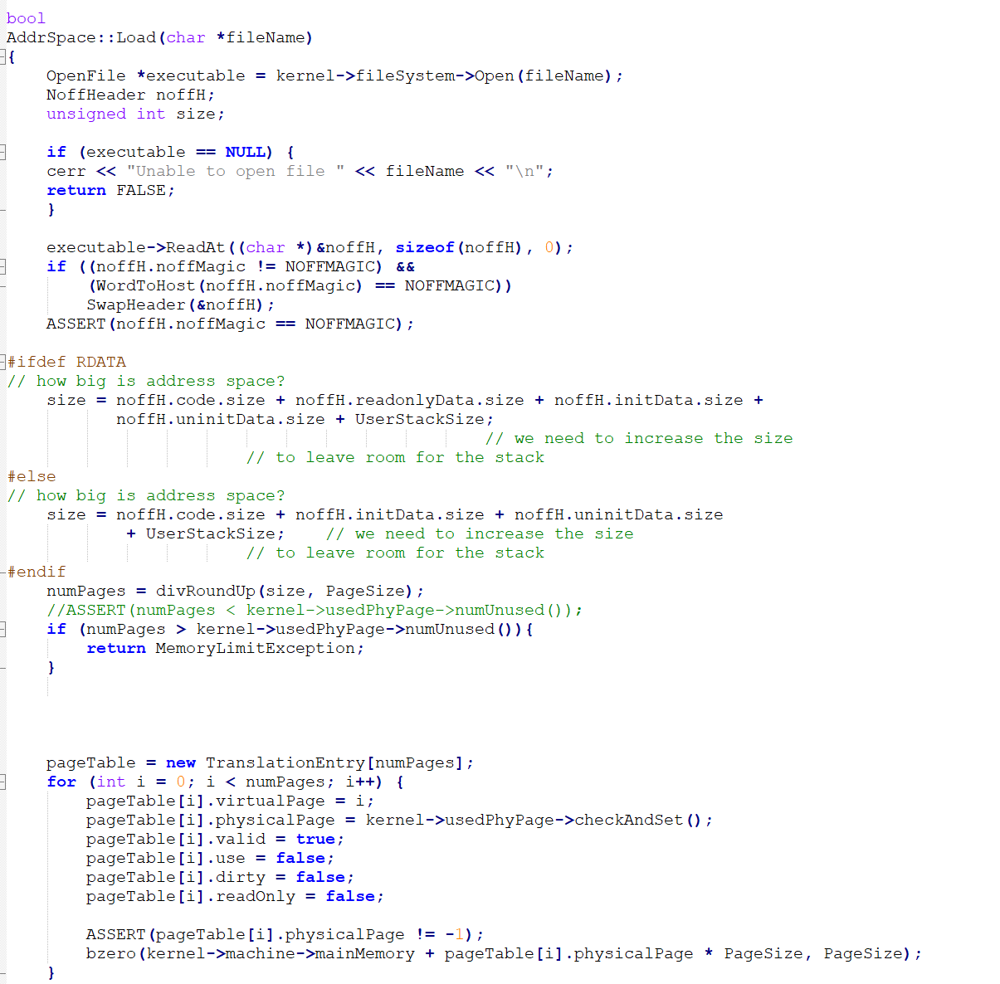 bool
AddrSpace::Load(char *fileName)
{
    OpenFile *executable = kernel->fileSystem->Open(fileName);
    NoffHeader noffH;
    unsigned int size;

    if (executable == NULL) {
    cerr << "Unable to open file " << fileName << "\n";
    return FALSE;
    }

    executable->ReadAt((char *)&noffH, sizeof(noffH), 0);
    if ((noffH.noffMagic != NOFFMAGIC) &&
        (WordToHost(noffH.noffMagic) == NOFFMAGIC))
        SwapHeader(&noffH);
    ASSERT(noffH.noffMagic == NOFFMAGIC);

#ifdef RDATA
// how big is address space?
    size = noffH.code.size + noffH.readonlyData.size + noffH.initData.size +
           noffH.uninitData.size + UserStackSize;
                                                // we need to increase the size
                        // to leave room for the stack
#else
// how big is address space?
    size = noffH.code.size + noffH.initData.size + noffH.uninitData.size
            + UserStackSize;    // we need to increase the size
                        // to leave room for the stack
#endif
    numPages = divRoundUp(size, PageSize);
    //ASSERT(numPages < kernel->usedPhyPage->numUnused());
    if (numPages > kernel->usedPhyPage->numUnused()){
        return MemoryLimitException;
    }

    pageTable = new TranslationEntry[numPages];
    for (int i = 0; i < numPages; i++) {
        pageTable[i].virtualPage = i;
        pageTable[i].physicalPage = kernel->usedPhyPage->checkAndSet();
        pageTable[i].valid = true;
        pageTable[i].use = false;
        pageTable[i].dirty = false;
        pageTable[i].readOnly = false;

        ASSERT(pageTable[i].physicalPage != -1);
        bzero(kernel->machine->mainMemory + pageTable[i].physicalPage * PageSize, PageSize);
    }